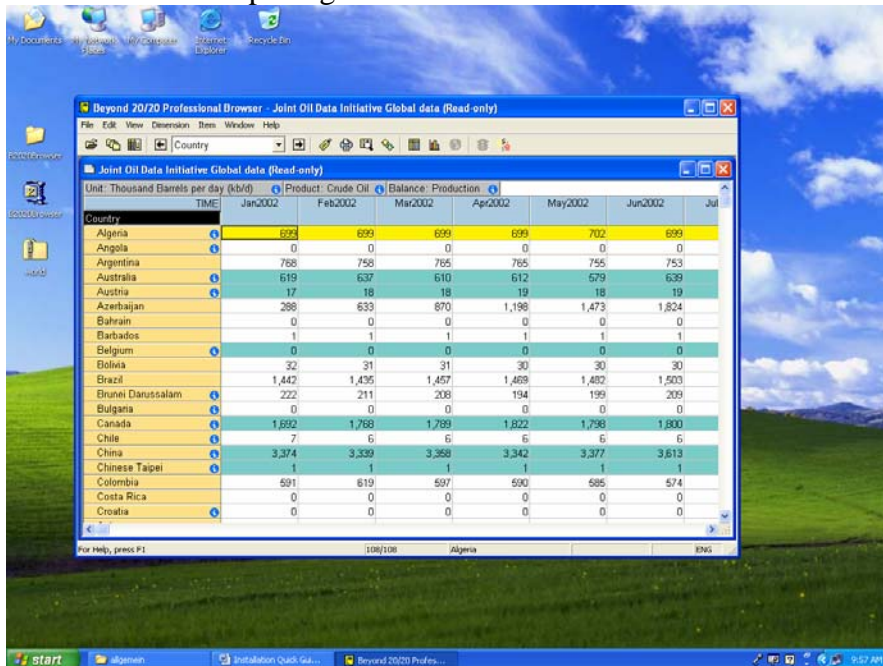 My Documents My Network Places My Computer Internet Explorer Recycle Bin
B2020Browser
B2020Browser
world
Beyond 20/20 Professional Browser - Joint Oil Data Initiative Global data (Read-only)
File Edit View Dimension Item Window Help
Country
Joint Oil Data Initiative Global data (Read-only)
Unit: Thousand Barrels per day (kb/d) Product: Crude Oil Balance: Production
TIME Jan2002 Feb2002 Mar2002 Apr2002 May2002 Jun2002 Jul
Country
Algeria 699 699 699 699 702 699
Angola 0 0 0 0 0 0
Argentina 768 758 765 765 755 753
Australia 619 637 610 612 579 639
Austria 17 18 18 19 18 19
Azerbaijan 288 633 870 1,198 1,473 1,824
Bahrain 0 0 0 0 0 0
Barbados 1 1 1 1 1 1
Belgium 0 0 0 0 0 0
Bolivia 32 31 31 30 30 30
Brazil 1,442 1,435 1,457 1,469 1,482 1,503
Brunei Darussalam 222 211 208 194 199 209
Bulgaria 0 0 0 0 0 0
Canada 1,692 1,768 1,789 1,822 1,798 1,800
Chile 7 6 6 6 6 6
China 3,374 3,339 3,358 3,342 3,377 3,613
Chinese Taipei 1 1 1 1 1 1
Colombia 591 619 597 590 585 574
Costa Rica 0 0 0 0 0 0
Croatia 0 0 0 0 0 0
For Help, press F1 108/108 Algeria ENG
start allgemein Installation Quick Gui... Beyond 20/20 Profes... 9:57 AM